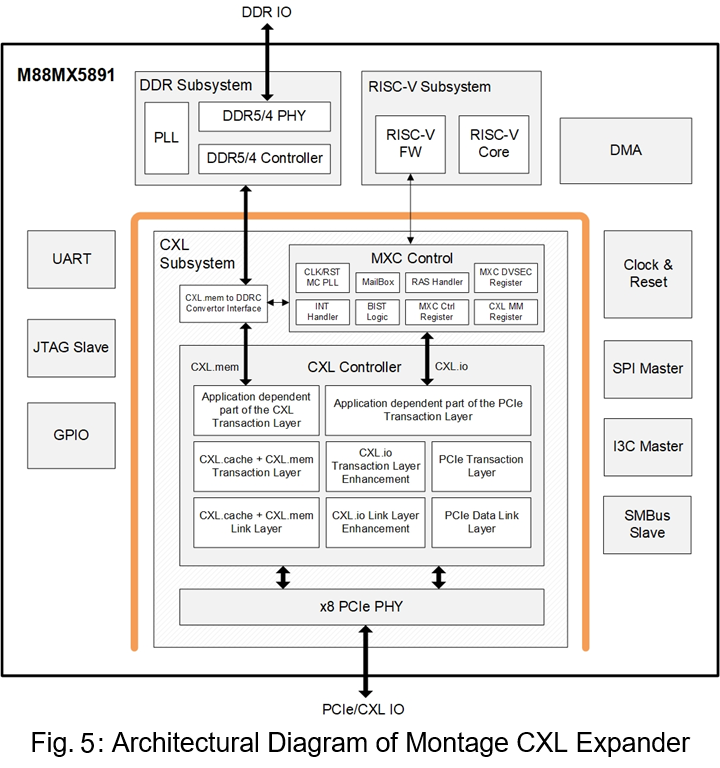 DDR IO
M88MX5891
DDR Subsystem
PLL
DDR5/4 PHY
DDR5/4 Controller
RISC-V Subsystem
RISC-V
FW
RISC-V
Core
DMA
UART
JTAG Slave
GPIO
CXL
Subsystem
CXL.mem to DDRC
Convertor Interface
MXC Control
CLK/RST
MC PLL
MailBox
RAS Handler
MXC DVSEC
Register
INT
Handler
BIST
Logic
MXC Ctrl
Register
CXL MM
Register
Clock &
Reset
SPI Master
I3C Master
SMBus
Slave
CXL.mem
CXL Controller
CXL.io
Application dependent
part of the CXL
Transaction Layer
Application dependent part of the PCIe
Transaction Layer
CXL.cache + CXL.mem
Transaction Layer
CXL.io
Transaction Layer
Enhancement
PCIe Transaction
Layer
CXL.cache + CXL.mem
Link Layer
CXL.io Link Layer
Enhancement
PCIe Data Link
Layer
x8 PCIe PHY
PCIe/CXL IO
Fig. 5: Architectural Diagram of Montage CXL Expander